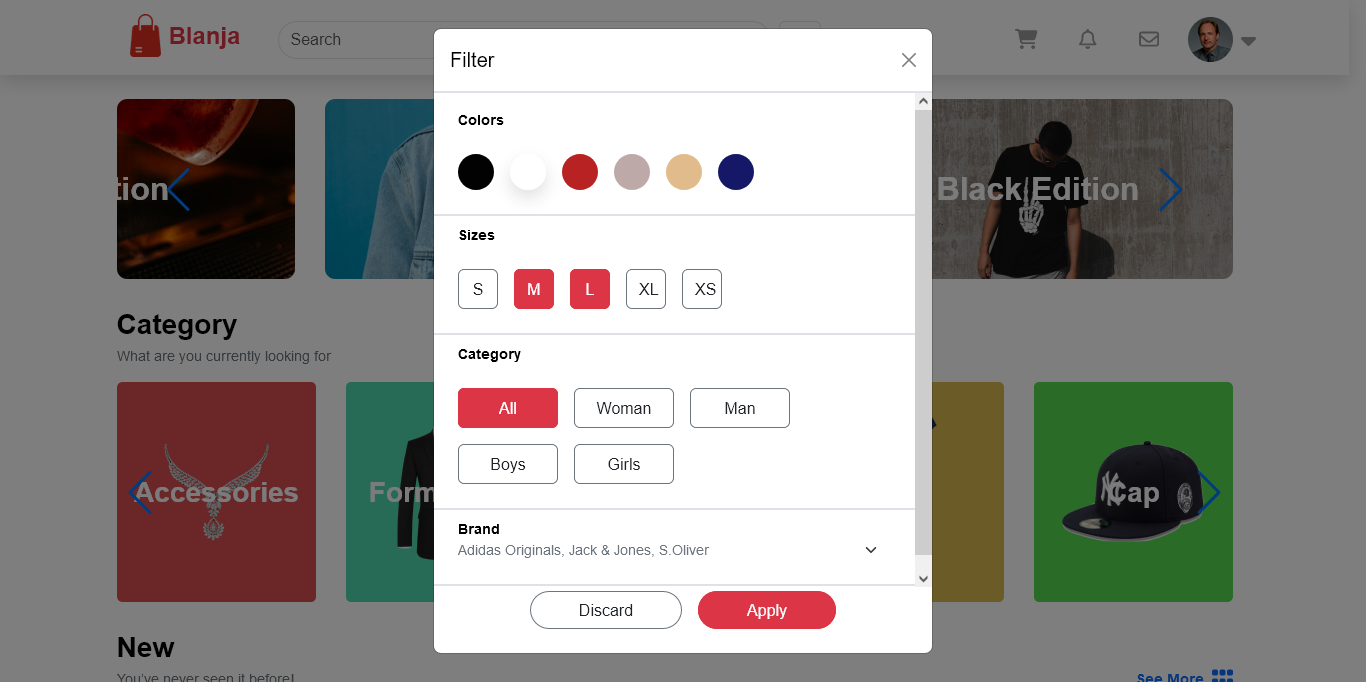 Blanja
Search
Filter
Colors
tion
Black Edition
Sizes
S
M
L
XL
XS
Category
What are you currently looking for
Category
All
Woman
Man
Boys
Girls
Accessories
Form
Cap
Brand
Adidas Originals, Jack & Jones, S.Oliver
Discard
Apply
New
You've never seen it before!
See More